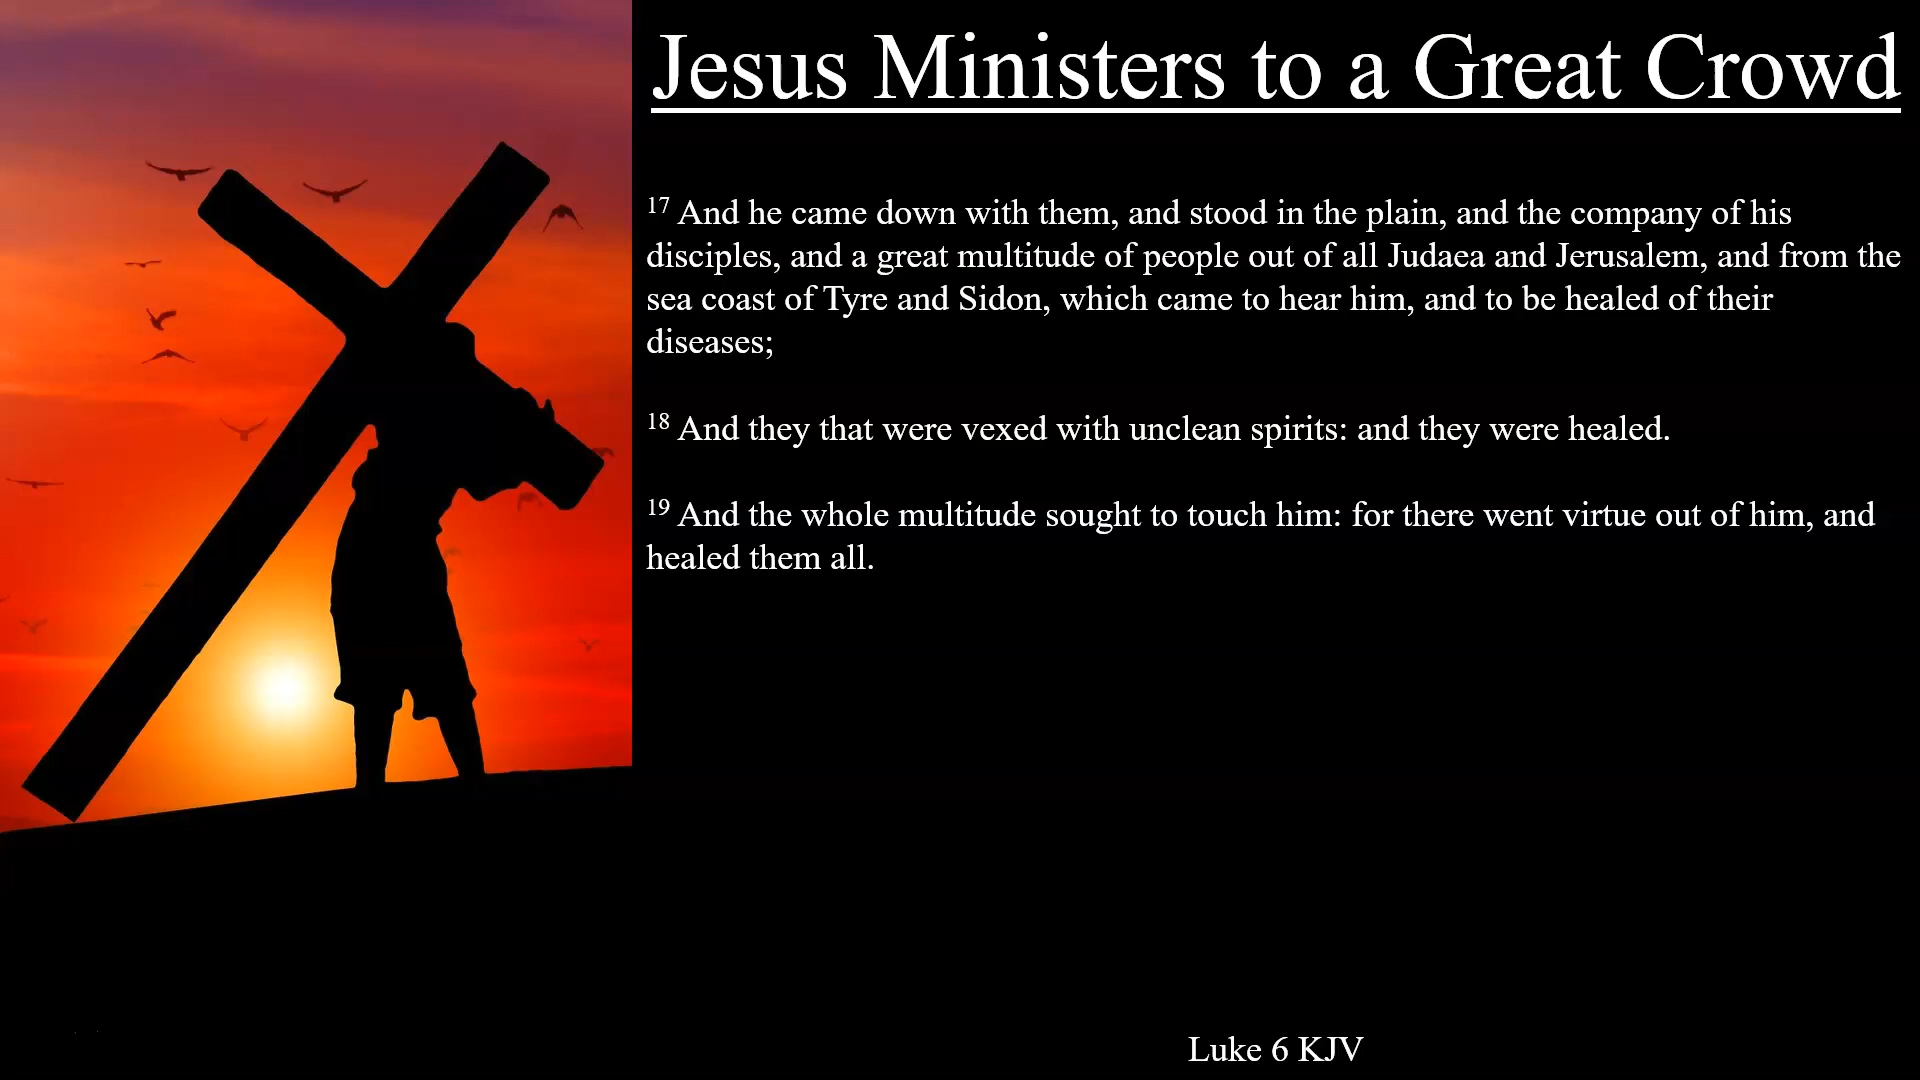 Jesus Ministers to a Great Crowd
17 And he came down with them, and stood in the plain, and the company of his
disciples, and a great multitude of people out of all Judaea and Jerusalem, and from the
sea coast of Tyre and Sidon, which came to hear him, and to be healed of their
diseases;
18 And they that were vexed with unclean spirits: and they were healed.
19 And the whole multitude sought to touch him: for there went virtue out of him, and
healed them all.
Luke 6 KJV